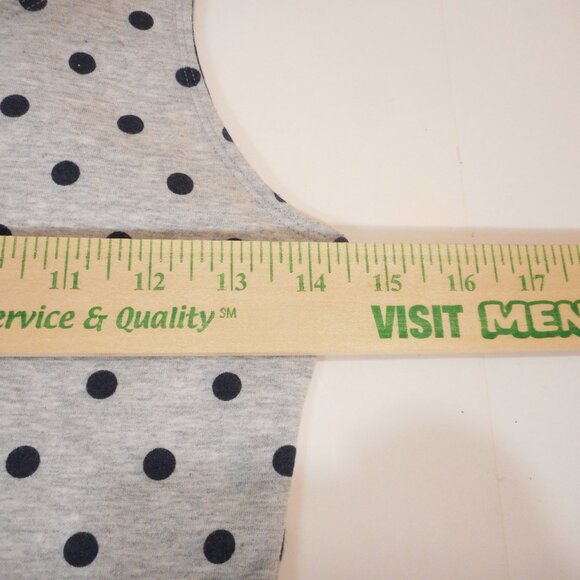 11 12 13 14 15 16 17
ervice & Quality SM VISIT MEN